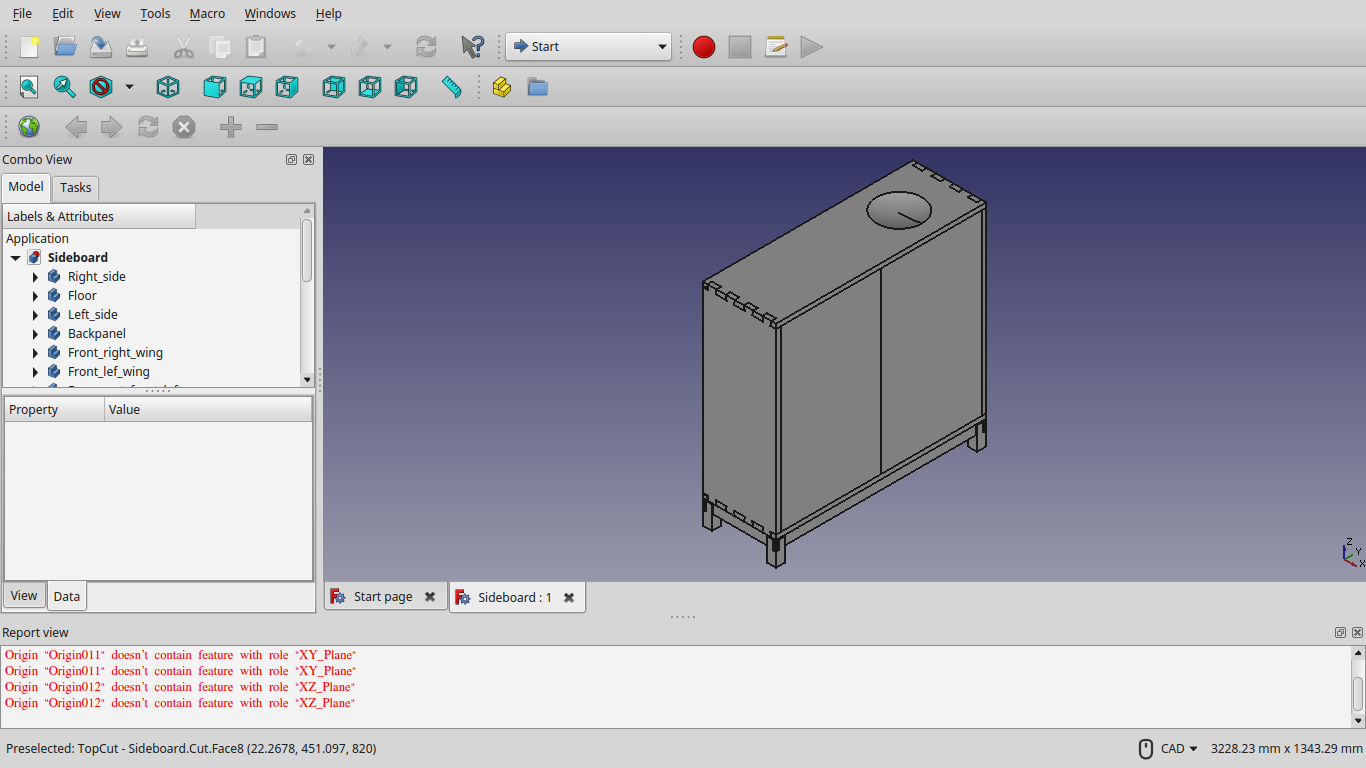 File Edit View Tools Macro Windows Help
Start
Combo View
Model Tasks
Labels & Attributes
Application
Sideboard
Right_side
Floor
Left_side
Backpanel
Front_right_wing
Front_lef_wing
Property Value
View Data
Z
Y
X
Start page Sideboard : 1
Report view
Origin "Origin011" doesn't contain feature with role "XY_Plane"
Origin "Origin011" doesn't contain feature with role "XY_Plane"
Origin "Origin012" doesn't contain feature with role "XZ_Plane"
Origin "Origin012" doesn't contain feature with role "XZ_Plane"
Preselected: TopCut - Sideboard.Cut.Face8 (22.2678, 451.097, 820) CAD 3228.23 mm x 1343.29 mm